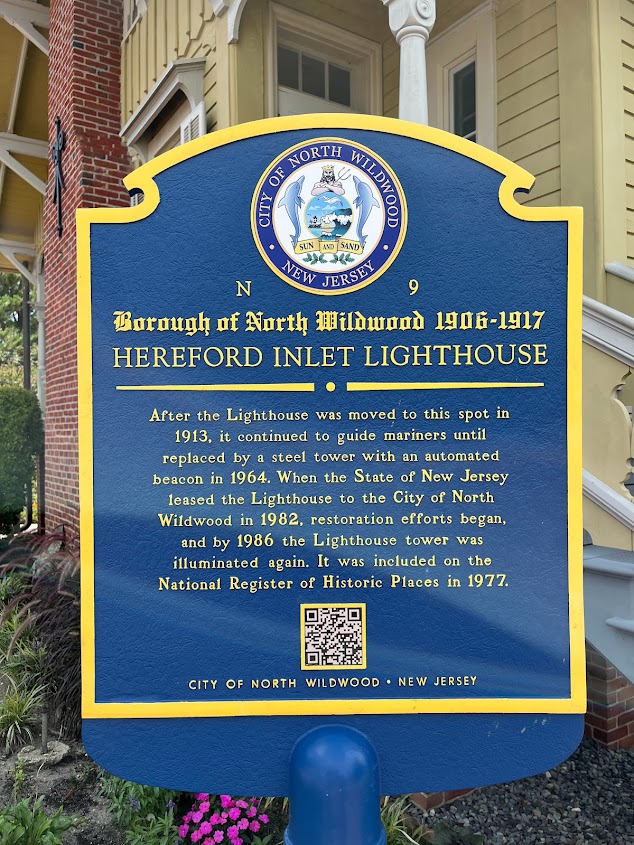 CITY OF NORTH WILDWOOD
SUN AND SAND
NEW JERSEY
N 9
Borough of North Wildwood 1906-1917
HEREFORD INLET LIGHTHOUSE
After the Lighthouse was moved to this spot in
1913, it continued to guide mariners until
replaced by a steel tower with an automated
beacon in 1964. When the State of New Jersey
leased the Lighthouse to the City of North
Wildwood in 1982, restoration efforts began,
and by 1986 the Lighthouse tower was
illuminated again. It was included on the
National Register of Historic Places in 1977.
CITY OF NORTH WILDWOOD • NEW JERSEY